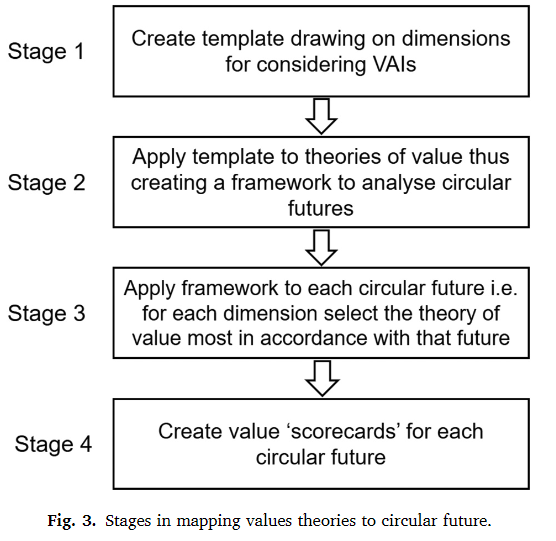 Stage 1
Create template drawing on dimensions
for considering VAIs
Stage 2
Apply template to theories of value thus
creating a framework to analyse circular
futures
Stage 3
Apply framework to each circular future i.e.
for each dimension select the theory of
value most in accordance with that future
Stage 4
Create value ‘scorecards’ for each
circular future
Fig. 3. Stages in mapping values theories to circular future.